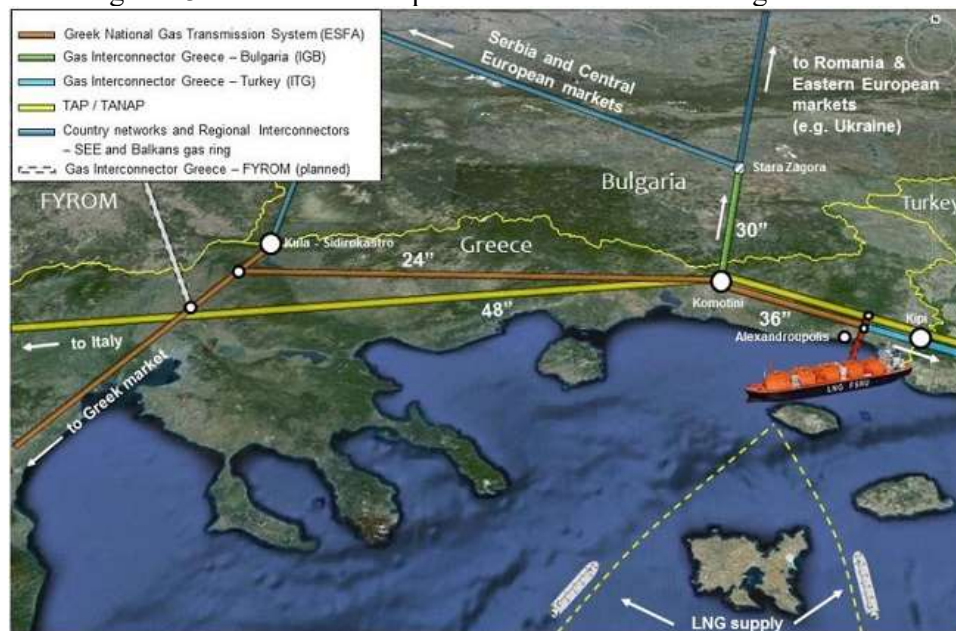 Greek National Gas Transmission System (ESFA)
Gas Interconnector Greece – Bulgaria (IGB)
Gas Interconnector Greece – Turkey (ITG)
TAP / TANAP
Country networks and Regional Interconnectors
– SEE and Balkans gas ring
Gas Interconnector Greece – FYROM (planned)
Serbia and Central
European markets
to Romania &
Eastern European
markets
(e.g. Ukraine)
Stara Zagora
Bulgaria
Turkey
FYROM
Kula - Sidirokastro
Greece
30”
24”
Komotini
48”
36”
Kipi
Alexandroupolis
to Italy
LNG FSRU
to Greek market
LNG supply